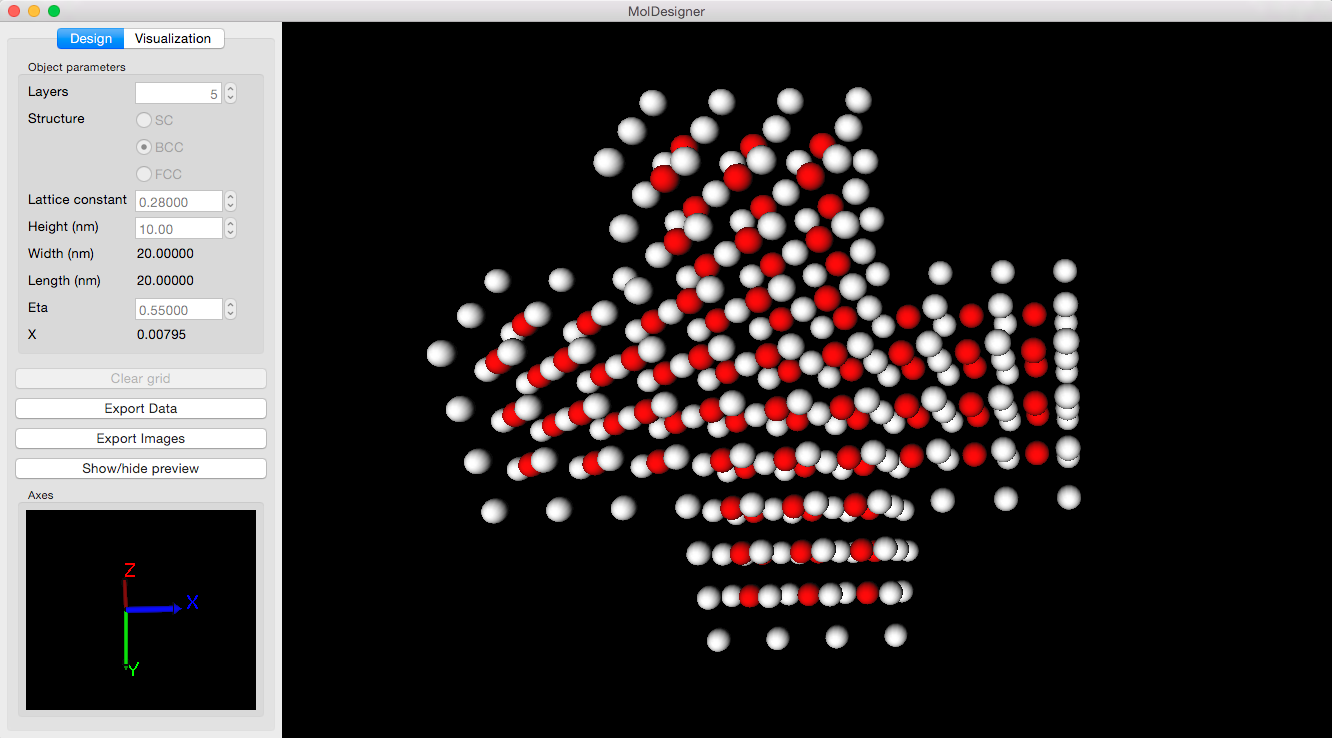 MolDesigner
Design Visualization
Object parameters
Layers 5
Structure SC
BCC
FCC
Lattice constant 0.28000
Height (nm) 10.00
Width (nm) 20.00000
Length (nm) 20.00000
Eta 0.55000
X 0.00795
Clear grid
Export Data
Export Images
Show/hide preview
Axes
Z
X
Y